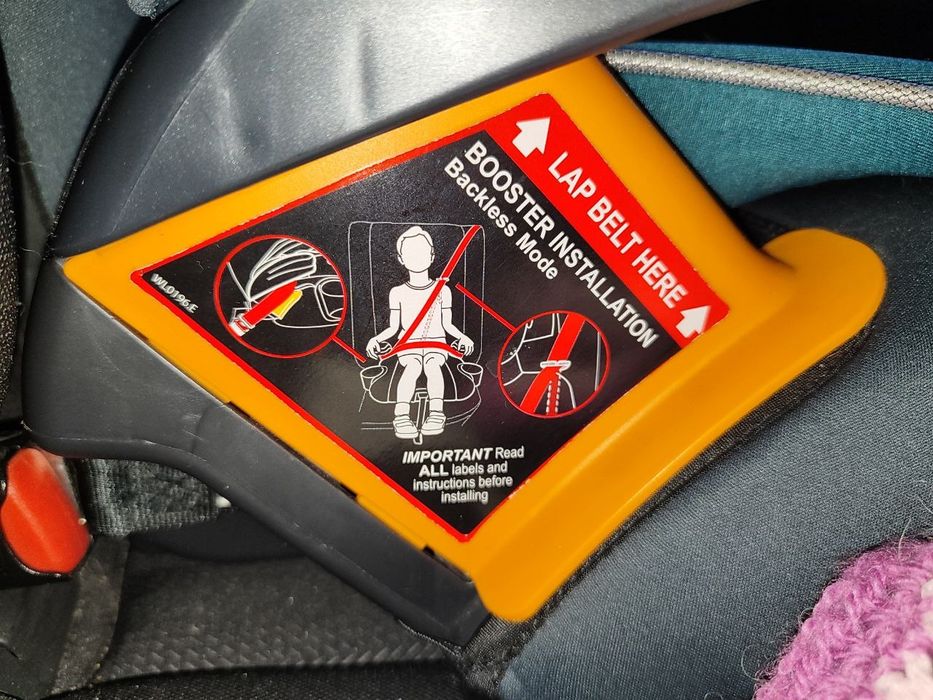 LAP BELT HERE
BOOSTER INSTALLATION
Backless Mode
WL0196.E
IMPORTANT Read
ALL labels and
instructions before
installing